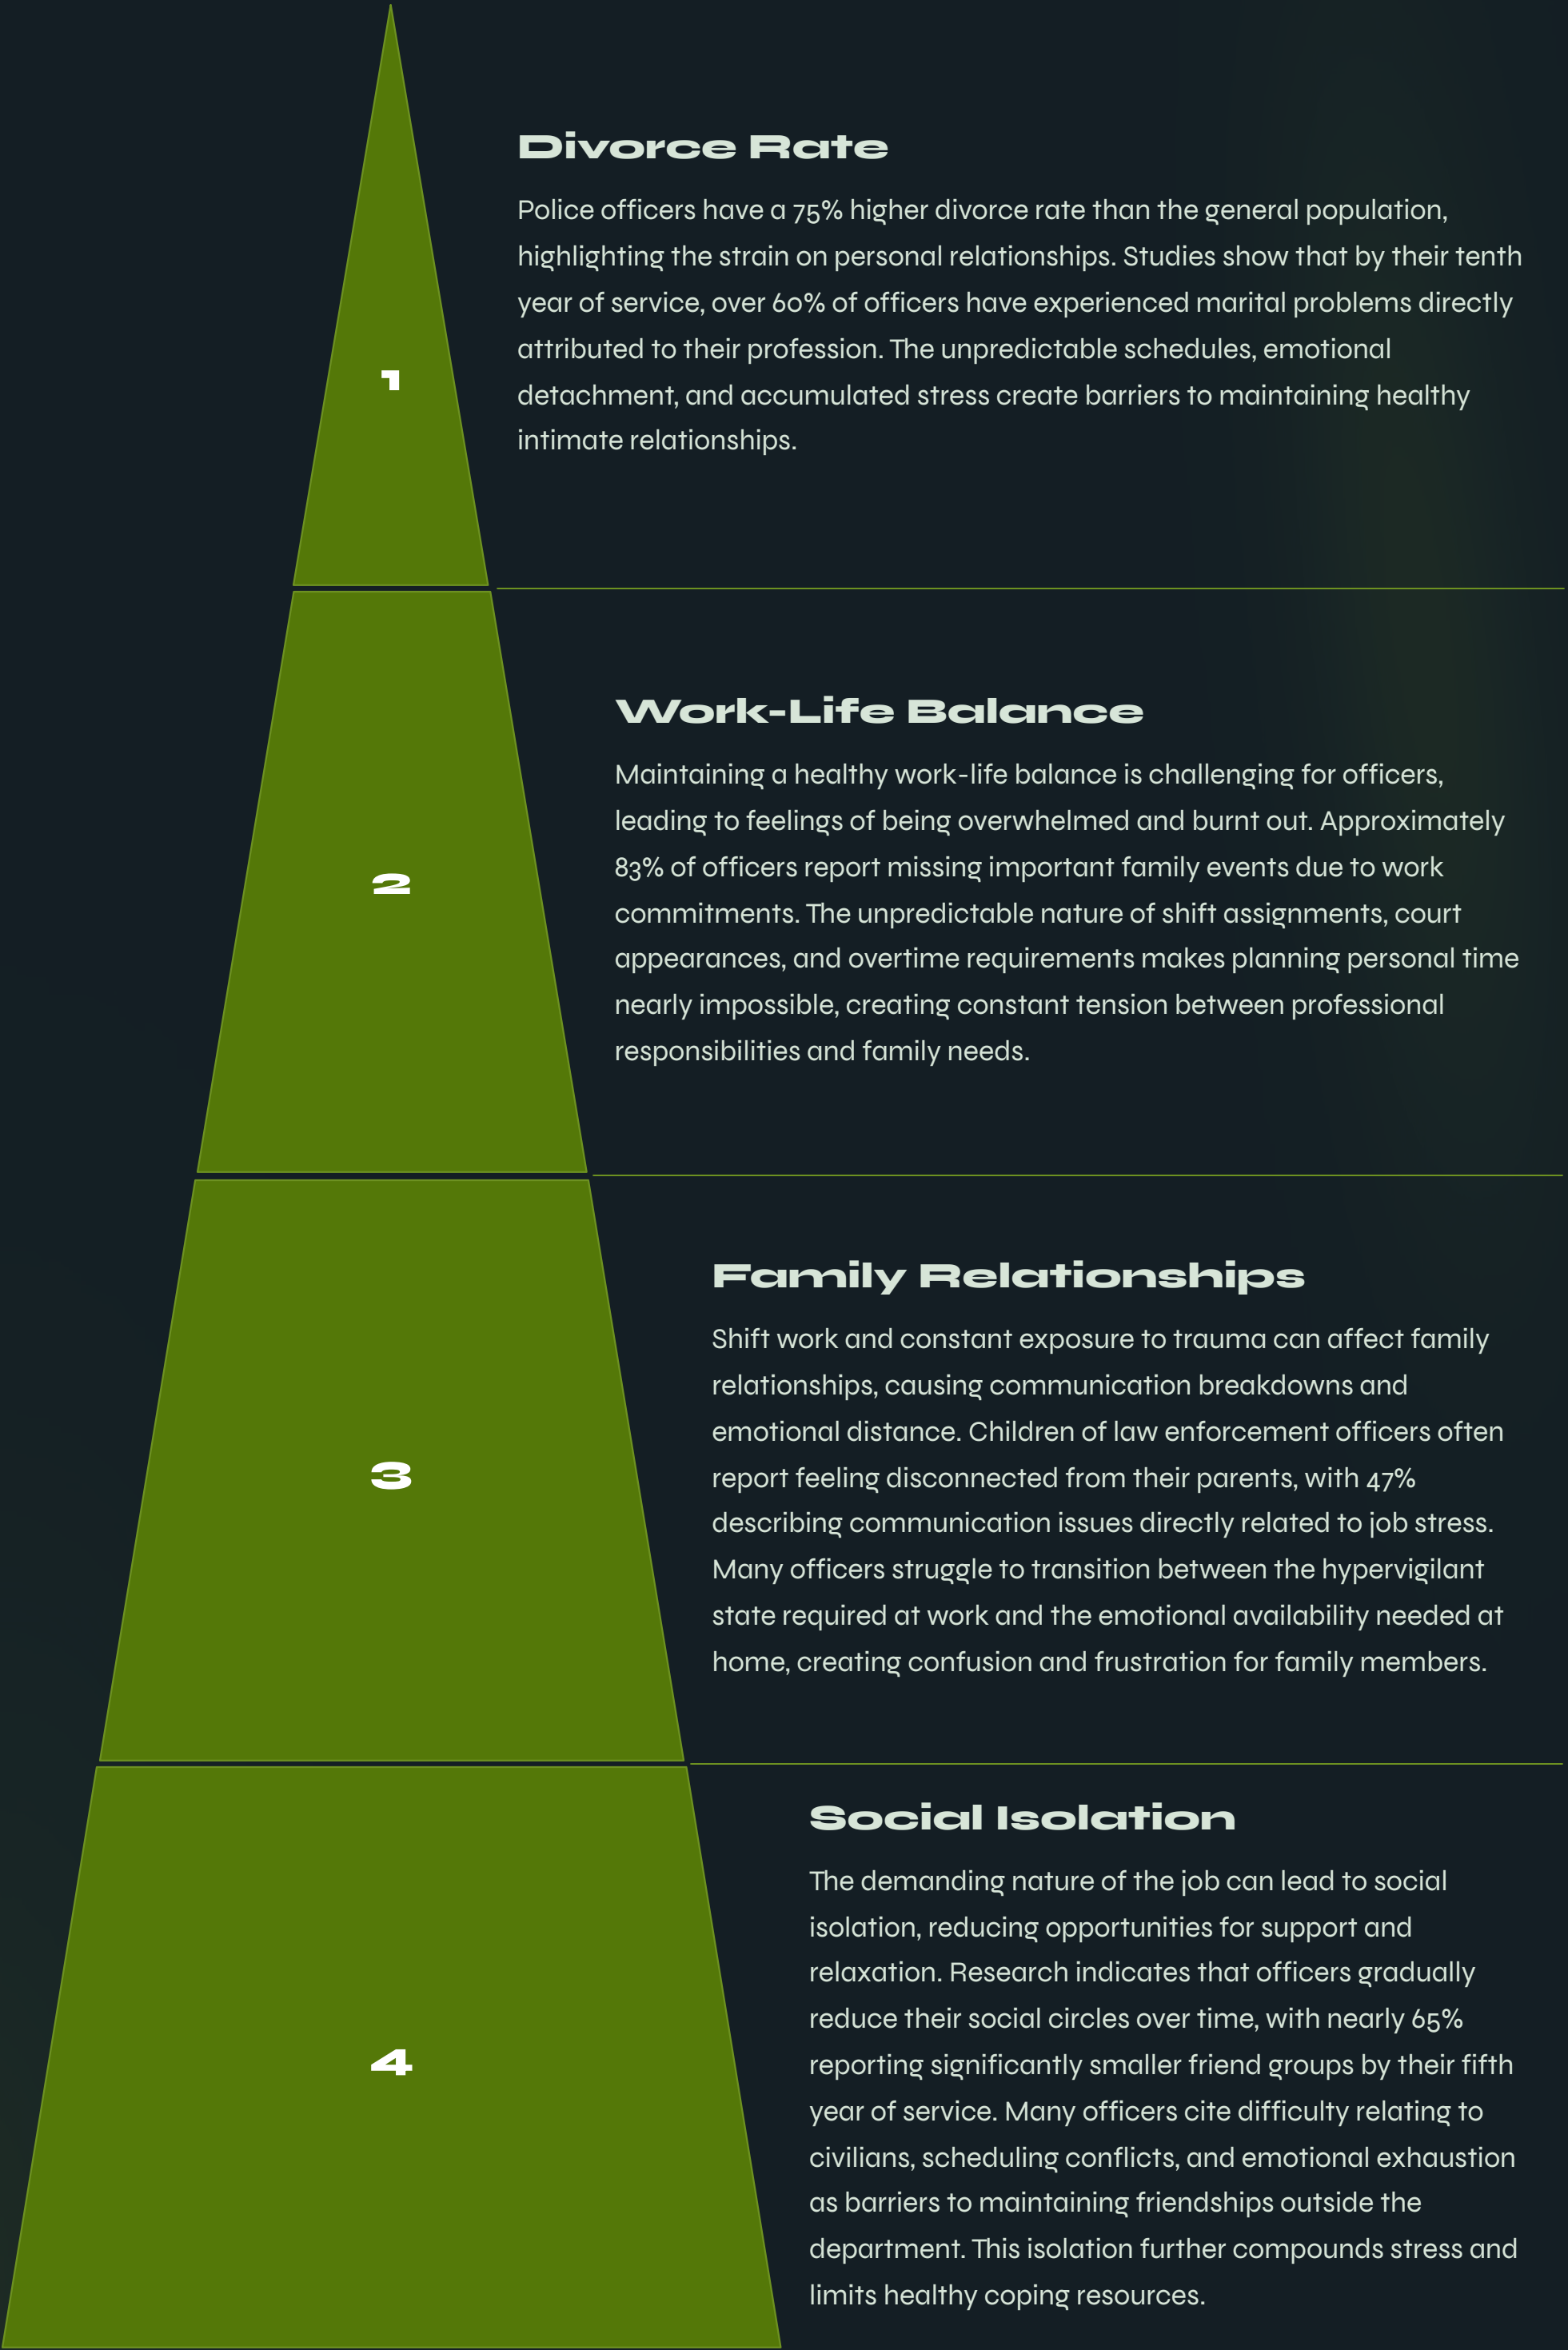 1
Divorce Rate
Police officers have a 75% higher divorce rate than the general population,
highlighting the strain on personal relationships. Studies show that by their tenth
year of service, over 60% of officers have experienced marital problems directly
attributed to their profession. The unpredictable schedules, emotional
detachment, and accumulated stress create barriers to maintaining healthy
intimate relationships.
2
Work-Life Balance
Maintaining a healthy work-life balance is challenging for officers,
leading to feelings of being overwhelmed and burnt out. Approximately
83% of officers report missing important family events due to work
commitments. The unpredictable nature of shift assignments, court
appearances, and overtime requirements makes planning personal time
nearly impossible, creating constant tension between professional
responsibilities and family needs.
3
Family Relationships
Shift work and constant exposure to trauma can affect family
relationships, causing communication breakdowns and
emotional distance. Children of law enforcement officers often
report feeling disconnected from their parents, with 47%
describing communication issues directly related to job stress.
Many officers struggle to transition between the hypervigilant
state required at work and the emotional availability needed at
home, creating confusion and frustration for family members.
4
Social Isolation
The demanding nature of the job can lead to social
isolation, reducing opportunities for support and
relaxation. Research indicates that officers gradually
reduce their social circles over time, with nearly 65%
reporting significantly smaller friend groups by their fifth
year of service. Many officers cite difficulty relating to
civilians, scheduling conflicts, and emotional exhaustion
as barriers to maintaining friendships outside the
department. This isolation further compounds stress and
limits healthy coping resources.